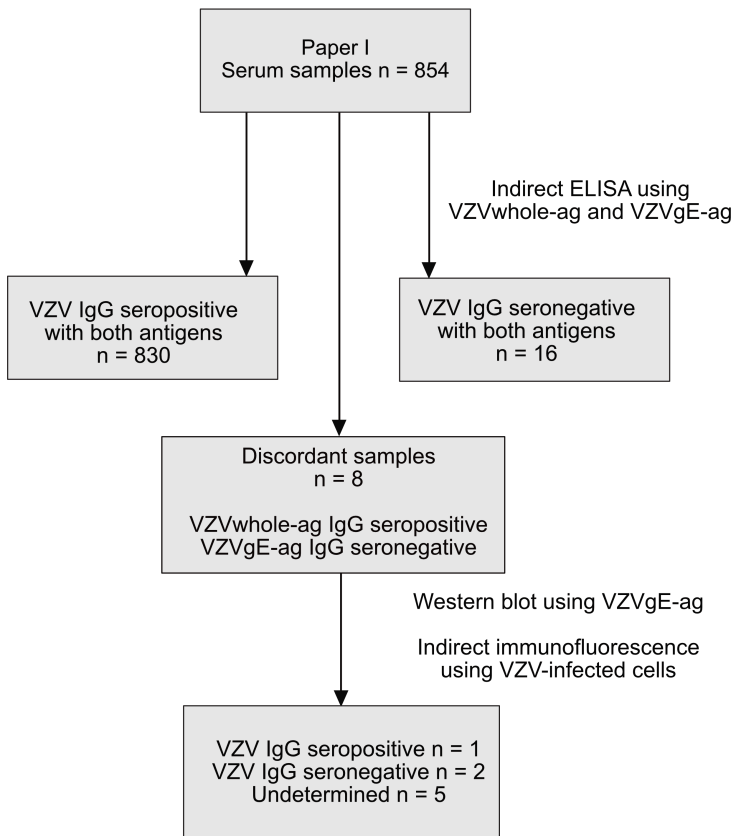 Paper I
Serum samples n = 854
Indirect ELISA using
VZVwhole-ag and VZVgE-ag
VZV IgG seropositive
with both antigens
n = 830
VZV IgG seronegative
with both antigens
n = 16
Discordant samples
n = 8
VZVwhole-ag IgG seropositive
VZVgE-ag IgG seronegative
Western blot using VZVgE-ag
Indirect immunofluorescence
using VZV-infected cells
VZV IgG seropositive n = 1
VZV IgG seronegative n = 2
Undetermined n = 5